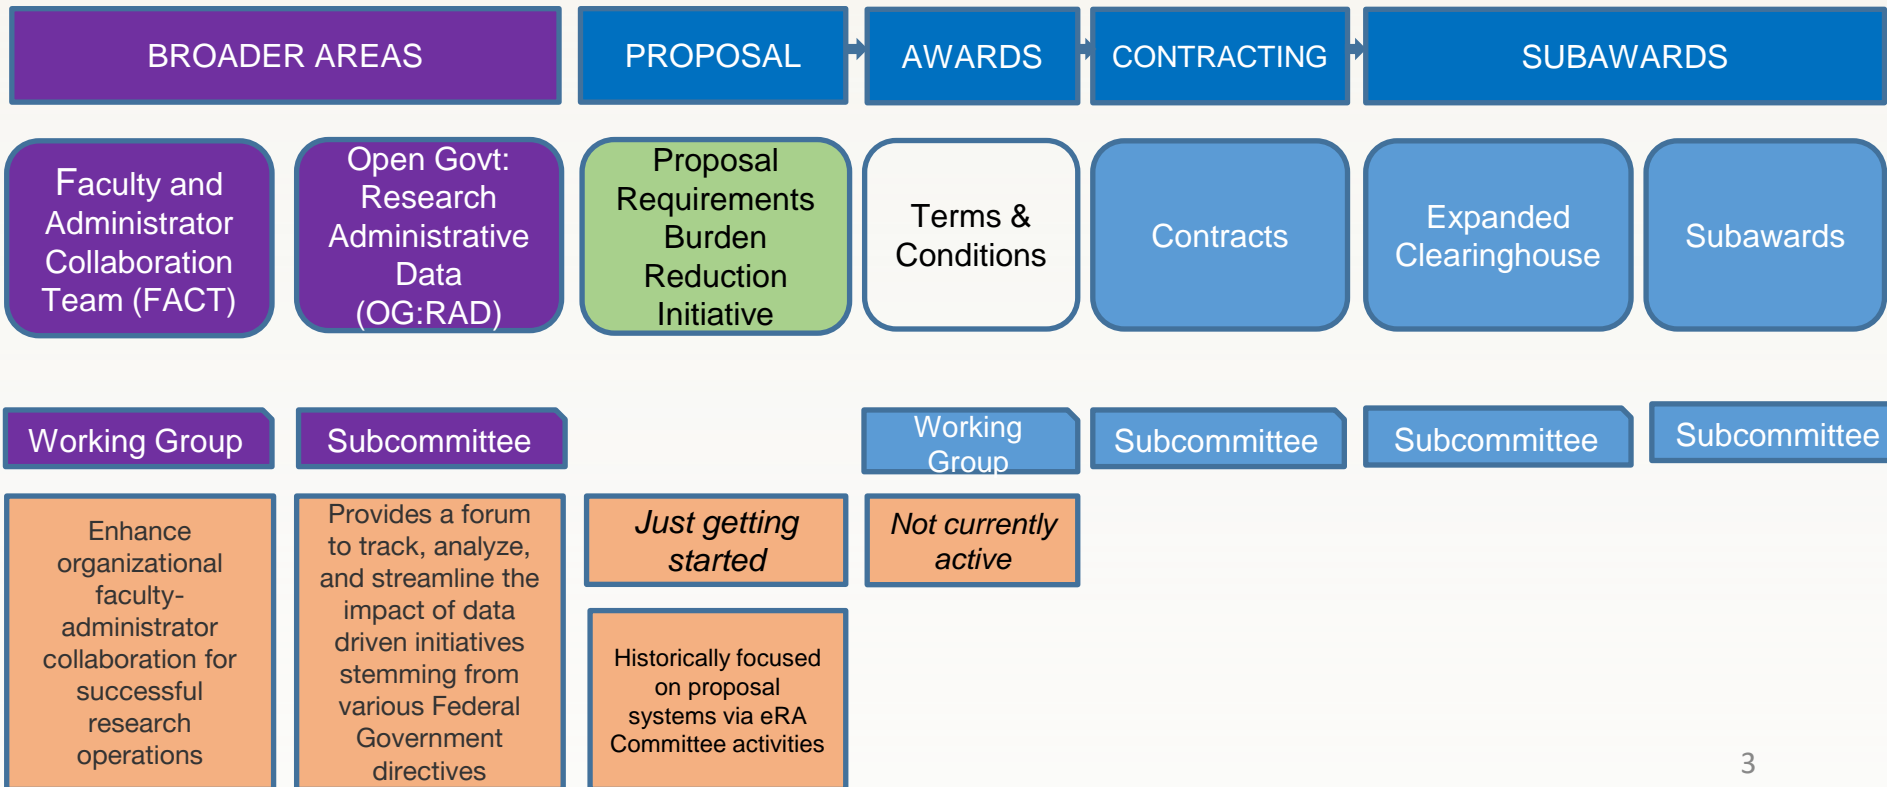 BROADER AREAS
PROPOSAL
AWARDS
CONTRACTING
SUBAWARDS
Faculty and
Administrator
Collaboration
Team (FACT)
Open Govt:
Research
Administrative
Data
(OG:RAD)
Proposal
Requirements
Burden
Reduction
Initiative
Terms &
Conditions
Contracts
Expanded
Clearinghouse
Subawards
Working Group
Subcommittee
Working
Group
Subcommittee
Subcommittee
Subcommittee
Enhance
organizational
faculty-
administrator
collaboration for
successful
research
operations
Provides a forum
to track, analyze,
and streamline the
impact of data
driven initiatives
stemming from
various Federal
Government
directives
Just getting
started
Historically focused
on proposal
systems via eRA
Committee activities
Not currently
active
3